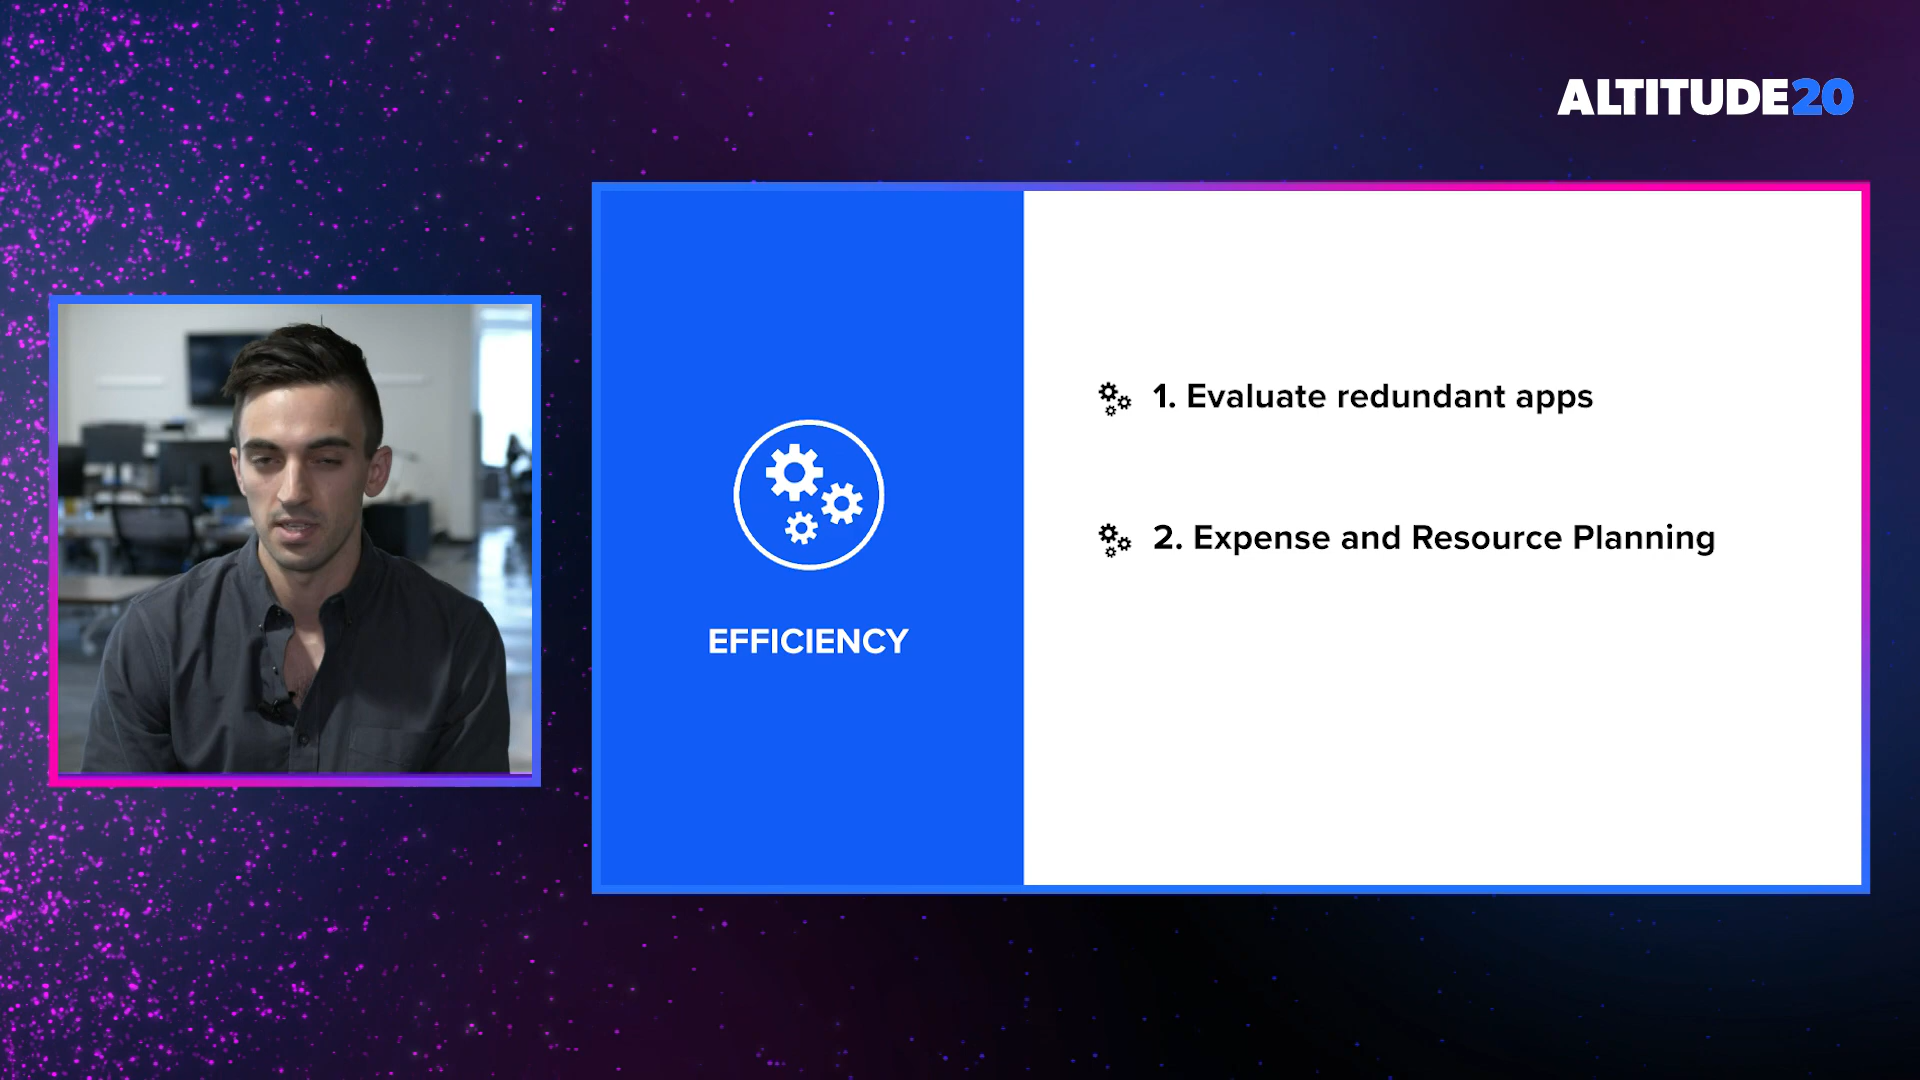 ALTITUDE20
1. Evaluate redundant apps
2. Expense and Resource Planning
EFFICIENCY